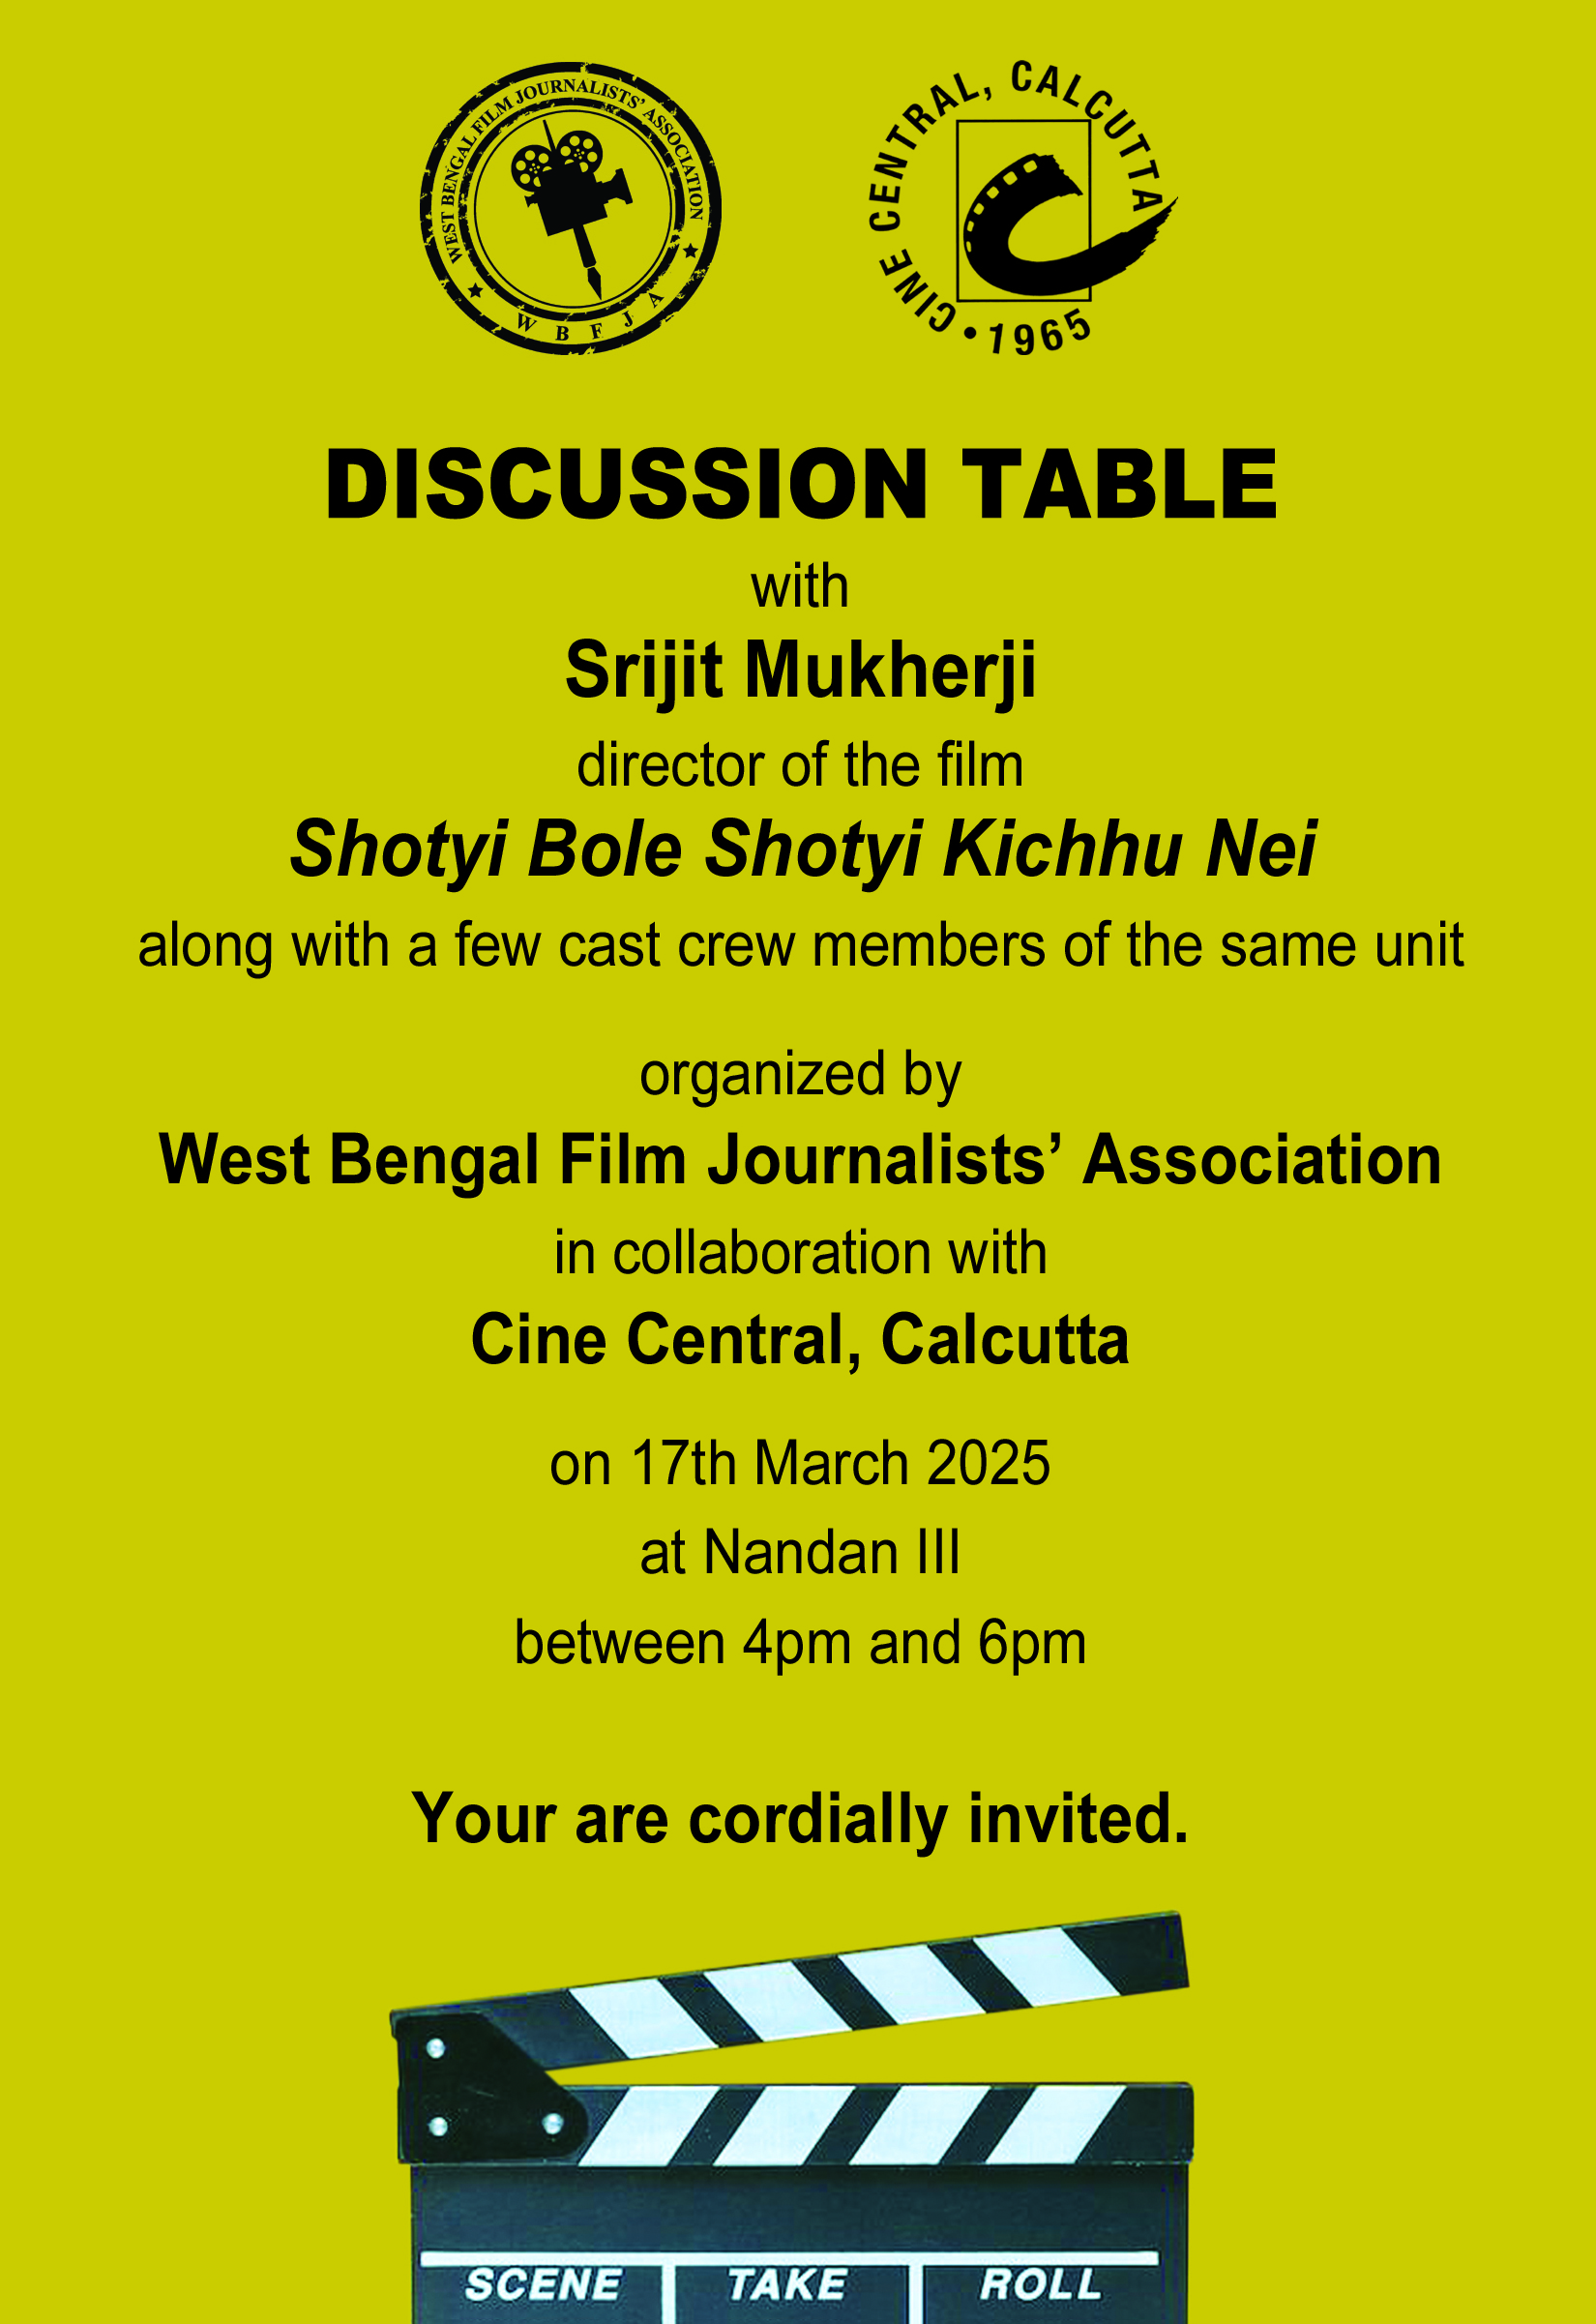 WEST BENGAL FILM JOURNALISTS' ASSOCIATION
W B F J A
CINE CENTRAL, CALCUTTA
• 1965
DISCUSSION TABLE
with
Srijit Mukherji
director of the film
Shotyi Bole Shotyi Kichhu Nei
along with a few cast crew members of the same unit
organized by
West Bengal Film Journalists’ Association
in collaboration with
Cine Central, Calcutta
on 17th March 2025
at Nandan III
between 4pm and 6pm
Your are cordially invited.
SCENE TAKE ROLL